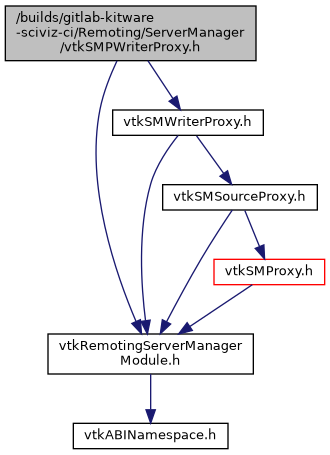 /builds/gitlab-kitware
-sciviz-ci/Remoting/ServerManager
/vtkSMPWriterProxy.h
vtkSMWriterProxy.h
vtkSMSourceProxy.h
vtkSMProxy.h
vtkRemotingServerManager
Module.h
vtkABINamespace.h